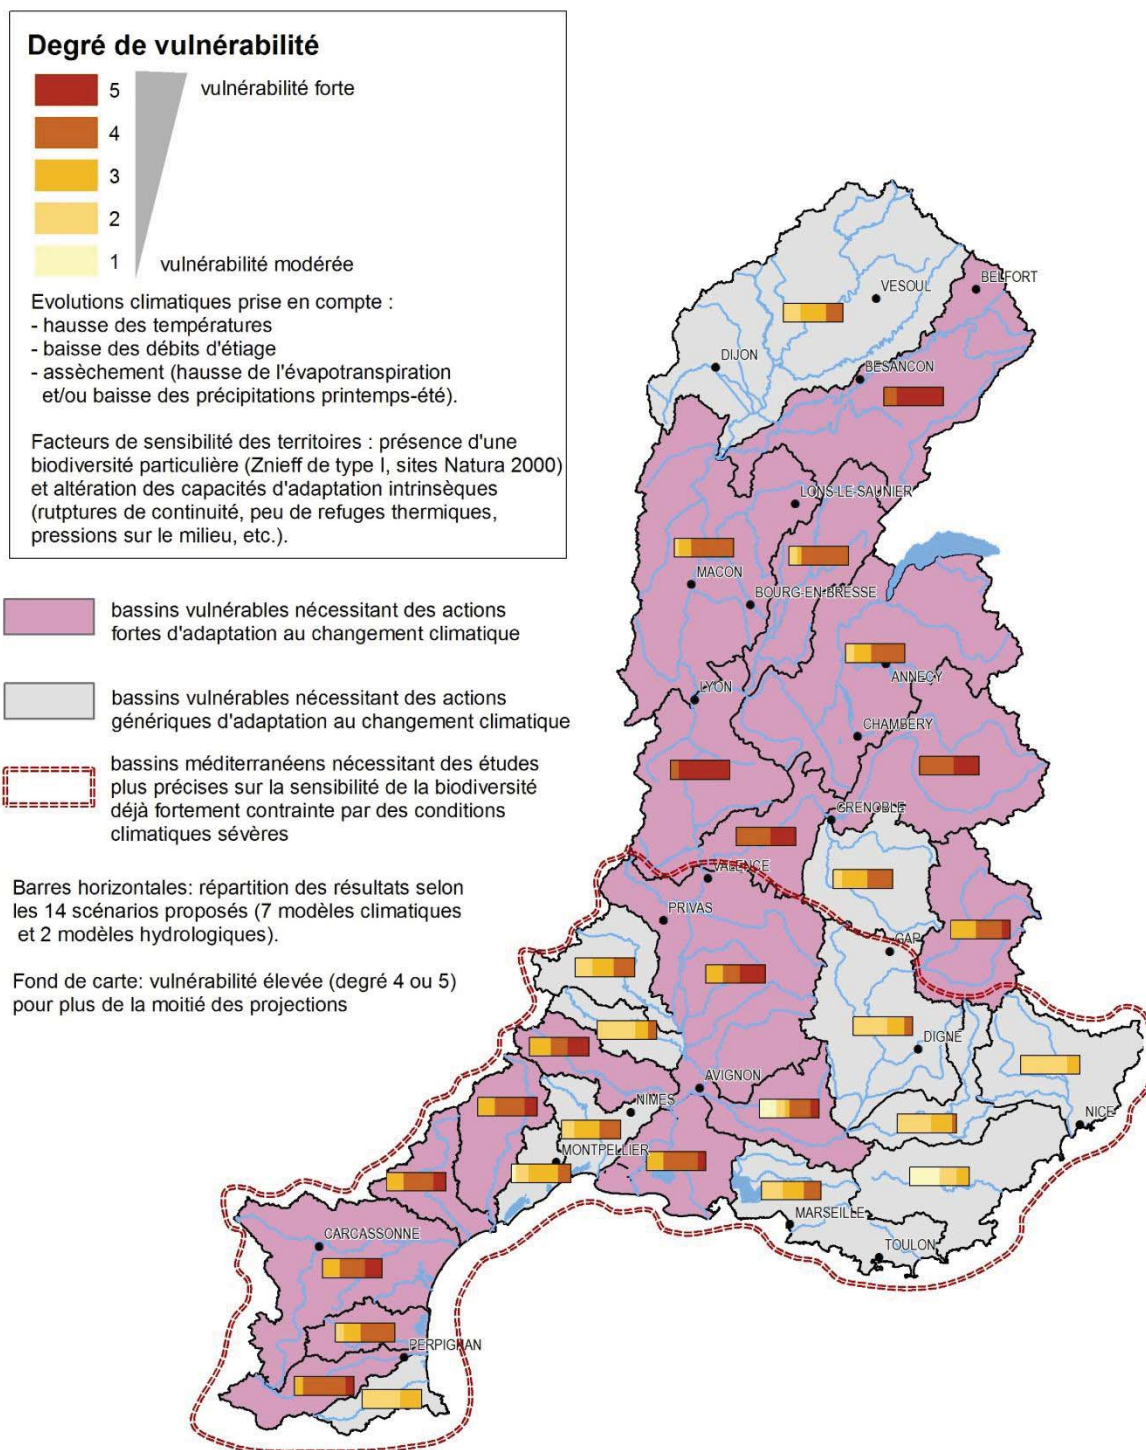 Degré de vulnérabilité
5
vulnérabilité forte
4
3
2
1
vulnérabilité modérée
Evolutions climatiques prise en compte :
- hausse des températures
- baisse des débits d'étiage
- assèchement (hausse de l'évapotranspiration
et/ou baisse des précipitations printemps-été).
Facteurs de sensibilité des territoires : présence d'une
biodiversité particulière (Znieff de type I, sites Natura 2000)
et altération des capacités d'adaptation intrinsèques
(rutptures de continuité, peu de refuges thermiques,
pressions sur le milieu, etc.).
bassins vulnérables nécessitant des actions
fortes d'adaptation au changement climatique
bassins vulnérables nécessitant des actions
génériques d'adaptation au changement climatique
bassins méditerranéens nécessitant des études
plus précises sur la sensibilité de la biodiversité
déjà fortement contrainte par des conditions
climatiques sévères
Barres horizontales: répartition des résultats selon
les 14 scénarios proposés (7 modèles climatiques
et 2 modèles hydrologiques).
Fond de carte: vulnérabilité élevée (degré 4 ou 5)
pour plus de la moitié des projections
BELFORT
VESOUL
DIJON
BESANCON
LONS-LE-SAUNIER
MACON
BOURG-EN-BRESSE
ANNECY
LYON
CHAMBERY
GRENOBLE
VALENCE
PRIVAS
GAP
DIGNE
AVIGNON
NIMES
NICE
MONTPELLIER
MARSEILLE
CARCASSONNE
TOULON
PERPIGNAN